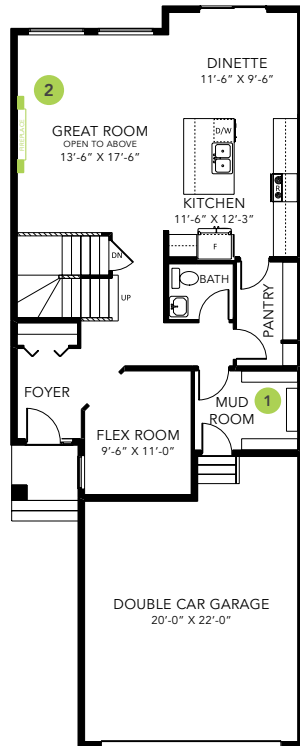 DINETTE
11'-6" X 9'-6"
2
FIREPLACE
GREAT ROOM
OPEN TO ABOVE
13'-6" X 17'-6"
D/W
R
KITCHEN
11'-6" X 12'-3"
F
DN
BATH
UP
PANTRY
FOYER
MUD
ROOM
1
FLEX ROOM
9'-6" X 11'-0"
DOUBLE CAR GARAGE
20'-0" X 22'-0"